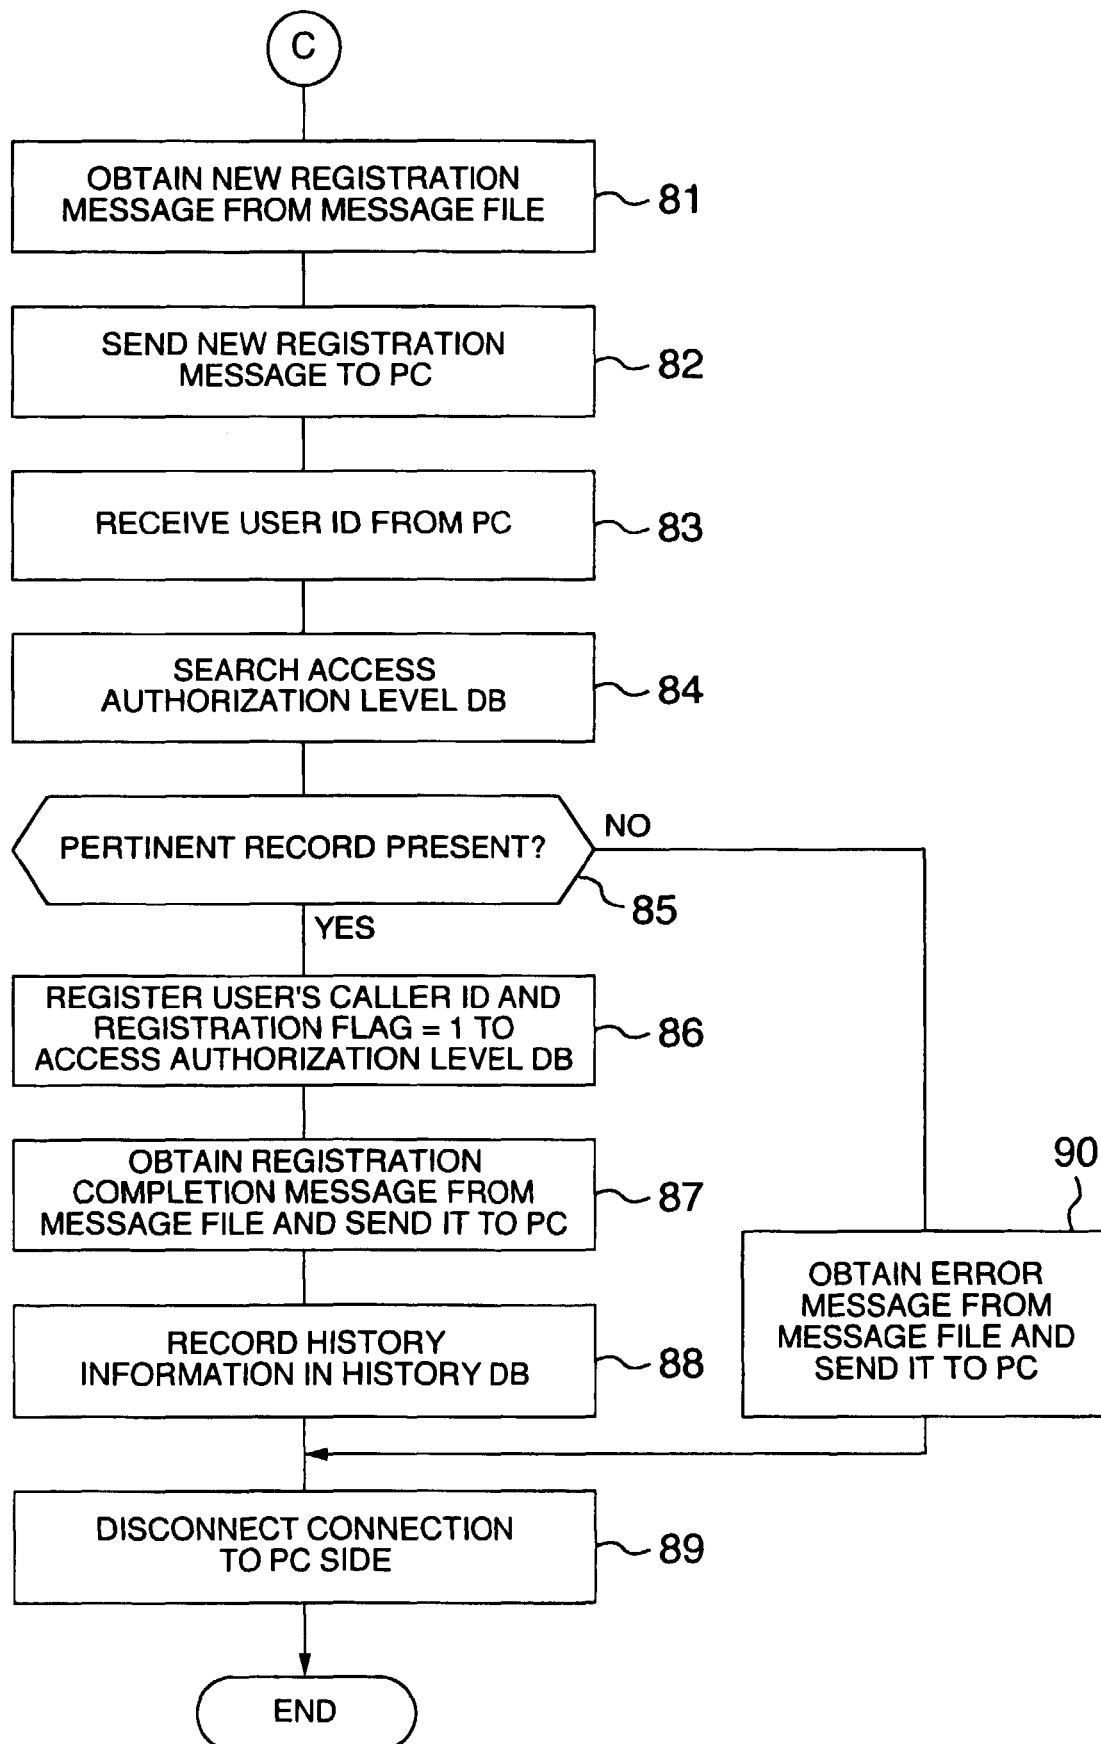 C
OBTAIN NEW REGISTRATION
MESSAGE FROM MESSAGE FILE
81
SEND NEW REGISTRATION
MESSAGE TO PC
82
RECEIVE USER ID FROM PC
83
SEARCH ACCESS
AUTHORIZATION LEVEL DB
84
PERTINENT RECORD PRESENT?
NO
85
YES
REGISTER USER'S CALLER ID AND
REGISTRATION FLAG = 1 TO
ACCESS AUTHORIZATION LEVEL DB
86
OBTAIN REGISTRATION
COMPLETION MESSAGE FROM
MESSAGE FILE AND SEND IT TO PC
87
90
OBTAIN ERROR
MESSAGE FROM
MESSAGE FILE AND
SEND IT TO PC
RECORD HISTORY
INFORMATION IN HISTORY DB
88
DISCONNECT CONNECTION
TO PC SIDE
89
END